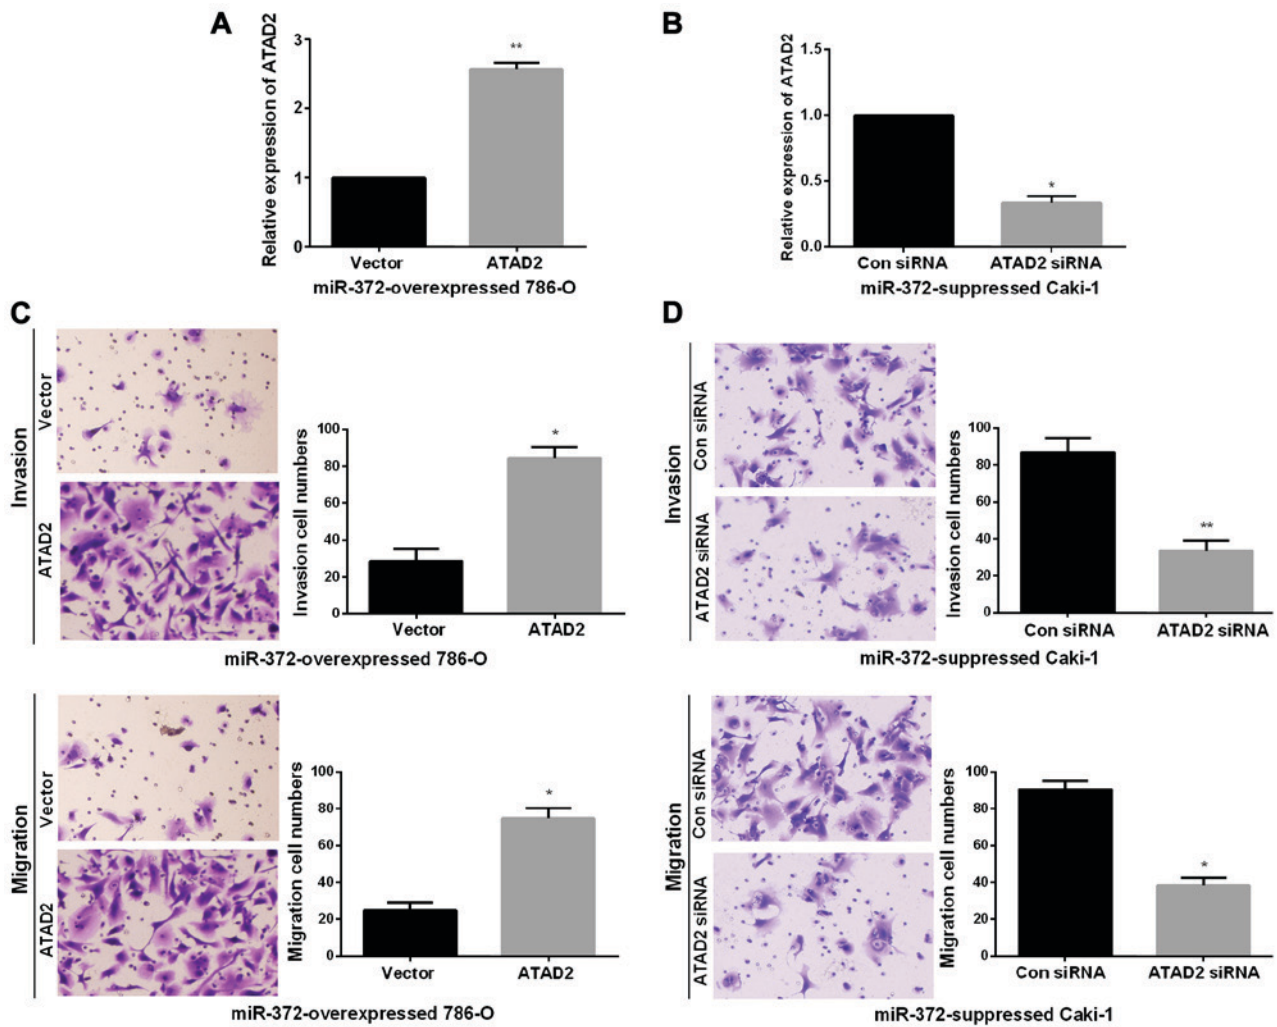 A
Relative expression of ATAD2
3
2
1
0
**
Vector
ATAD2
miR-372-overexpressed 786-O
B
Relative expression of ATAD2
1.5
1.0
0.5
0.0
*
Con siRNA
ATAD2 siRNA
miR-372-suppressed Caki-1
C
Invasion
Vector
ATAD2
Invasion cell numbers
100
80
60
40
20
0
*
Vector
ATAD2
miR-372-overexpressed 786-O
Migration
Vector
ATAD2
Migration cell numbers
100
80
60
40
20
0
*
Vector
ATAD2
miR-372-overexpressed 786-O
D
Invasion
Con siRNA
ATAD2 siRNA
Invasion cell numbers
100
80
60
40
20
0
**
Con siRNA
ATAD2 siRNA
miR-372-suppressed Caki-1
Migration
Con siRNA
ATAD2 siRNA
Migration cell numbers
100
80
60
40
20
0
*
Con siRNA
ATAD2 siRNA
miR-372-suppressed Caki-1